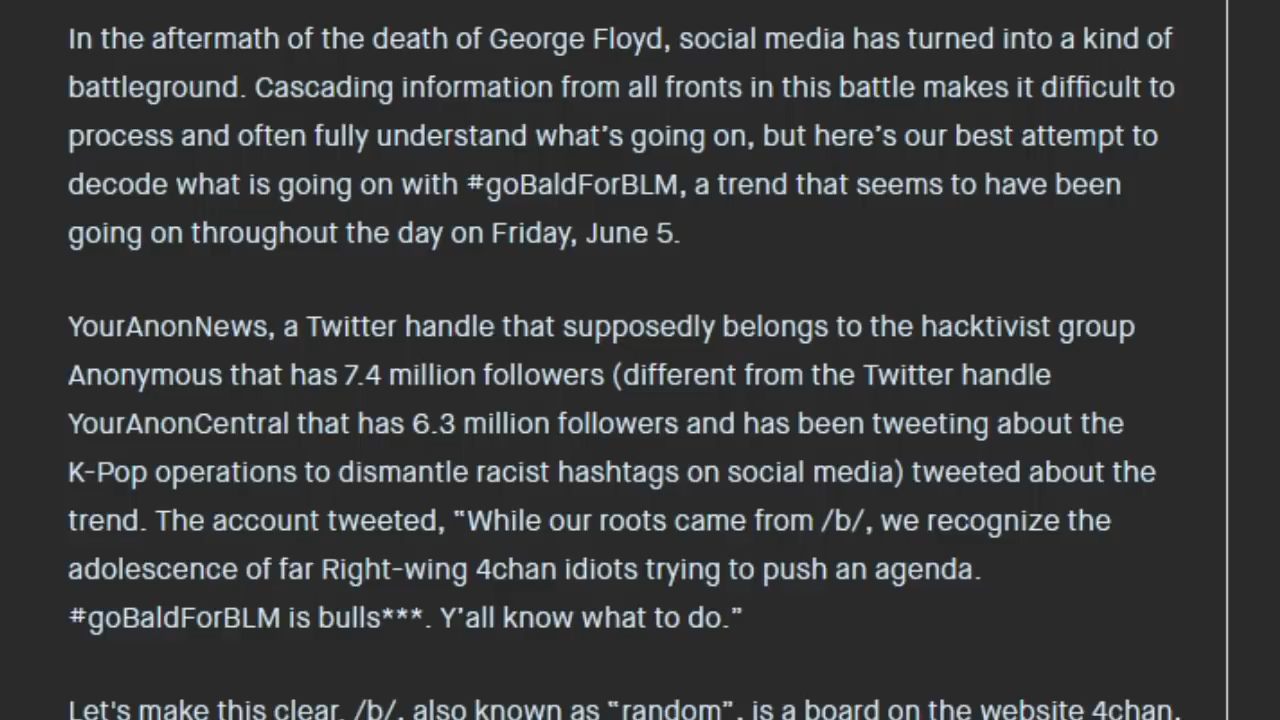 In the aftermath of the death of George Floyd, social media has turned into a kind of
battleground. Cascading information from all fronts in this battle makes it difficult to
process and often fully understand what's going on, but here's our best attempt to
decode what is going on with #goBaldForBLM, a trend that seems to have been
going on throughout the day on Friday, June 5.
YourAnonNews, a Twitter handle that supposedly belongs to the hacktivist group
Anonymous that has 7.4 million followers (different from the Twitter handle
YourAnonCentral that has 6.3 million followers and has been tweeting about the
K-Pop operations to dismantle racist hashtags on social media) tweeted about the
trend. The account tweeted, "While our roots came from /b/, we recognize the
adolescence of far Right-wing 4chan idiots trying to push an agenda.
#goBaldForBLM is bulls***. Y'all know what to do."
Let's make this clear, /b/, also known as "random", is a board on the website 4chan.